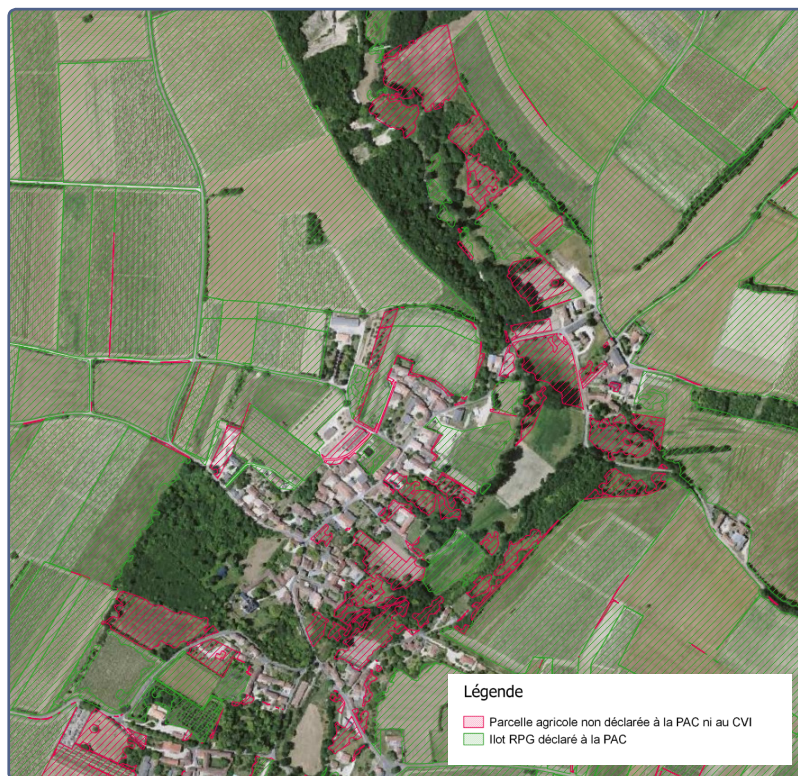 Légende
Parcelle agricole non déclarée à la PAC ni au CVI
Ilot RPG déclaré à la PAC